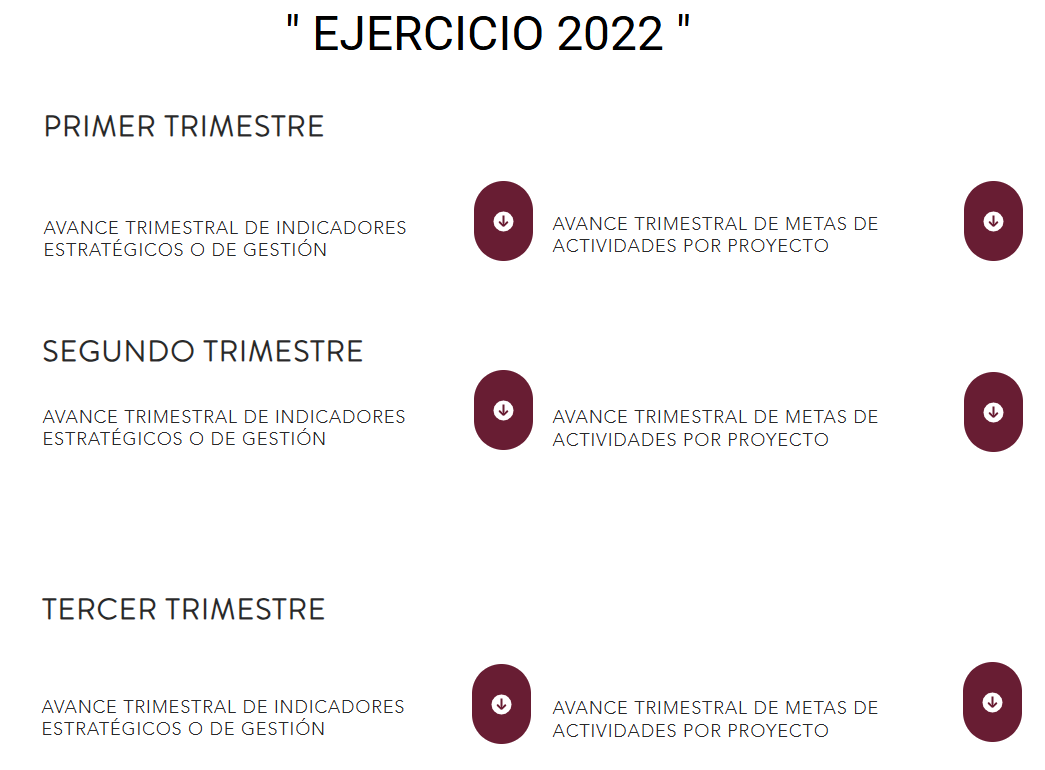 " EJERCICIO 2022 "
PRIMER TRIMESTRE
AVANCE TRIMESTRAL DE INDICADORES
ESTRATÉGICOS O DE GESTIÓN
AVANCE TRIMESTRAL DE METAS DE
ACTIVIDADES POR PROYECTO
SEGUNDO TRIMESTRE
AVANCE TRIMESTRAL DE INDICADORES
ESTRATÉGICOS O DE GESTIÓN
AVANCE TRIMESTRAL DE METAS DE
ACTIVIDADES POR PROYECTO
TERCER TRIMESTRE
AVANCE TRIMESTRAL DE INDICADORES
ESTRATÉGICOS O DE GESTIÓN
AVANCE TRIMESTRAL DE METAS DE
ACTIVIDADES POR PROYECTO